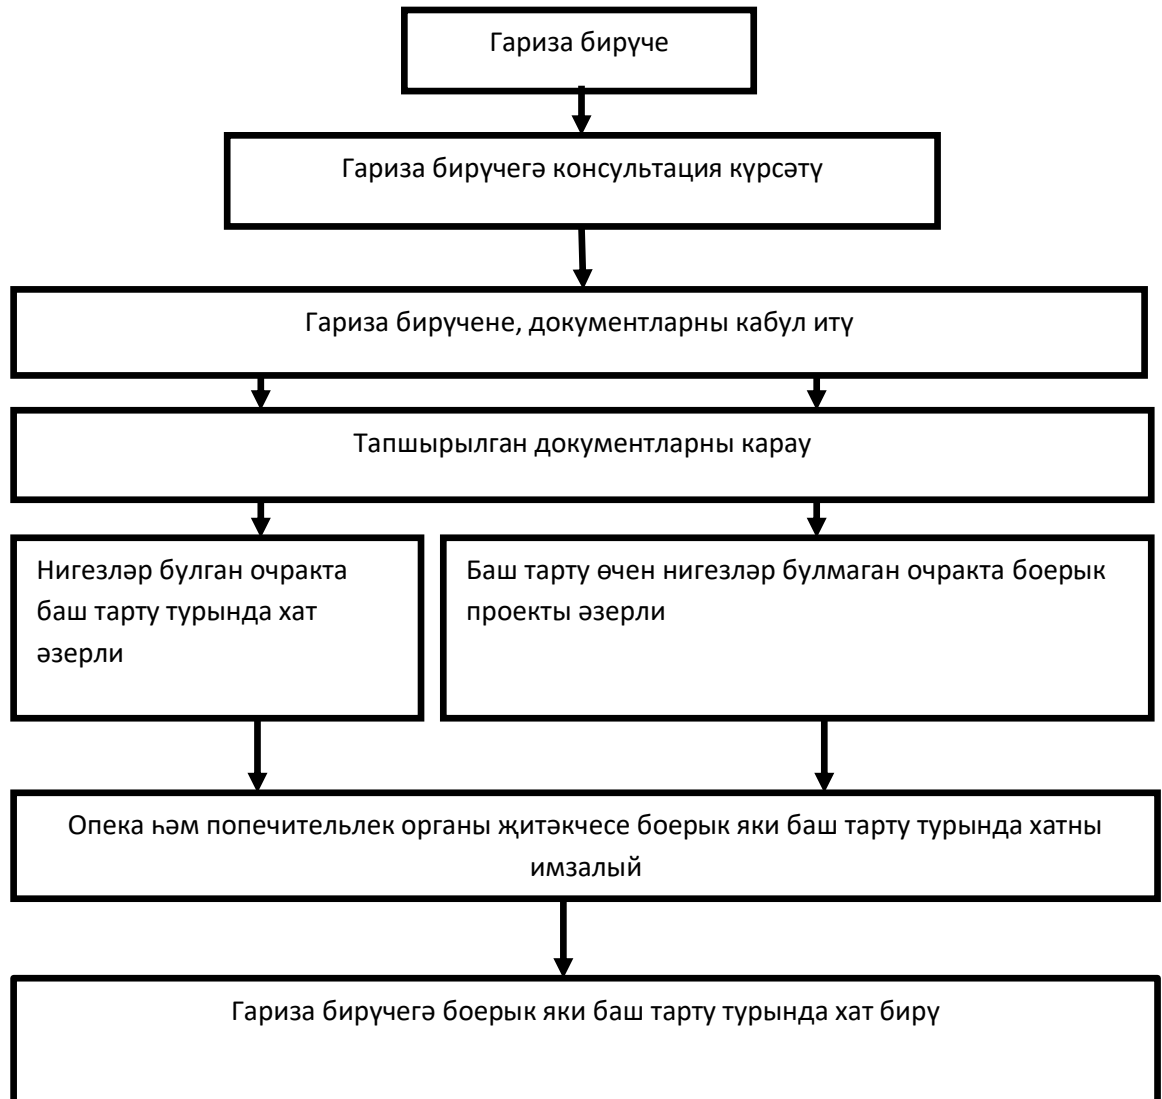 Гариза бирүче
Гариза бирүчегә консультация күрсәтү
Гариза бирүчене, документларны кабул итү
Тапшырылган документларны карау
Нигезләр булган очракта
баш тарту турында хат
әзерли
Баш тарту өчен нигезләр булмаган очракта боерык
проекты әзерли
Опека һәм попечительлек органы җитәкчесе боерык яки баш тарту турында хатны
имзалый
Гариза бирүчегә боерык яки баш тарту турында хат бирү